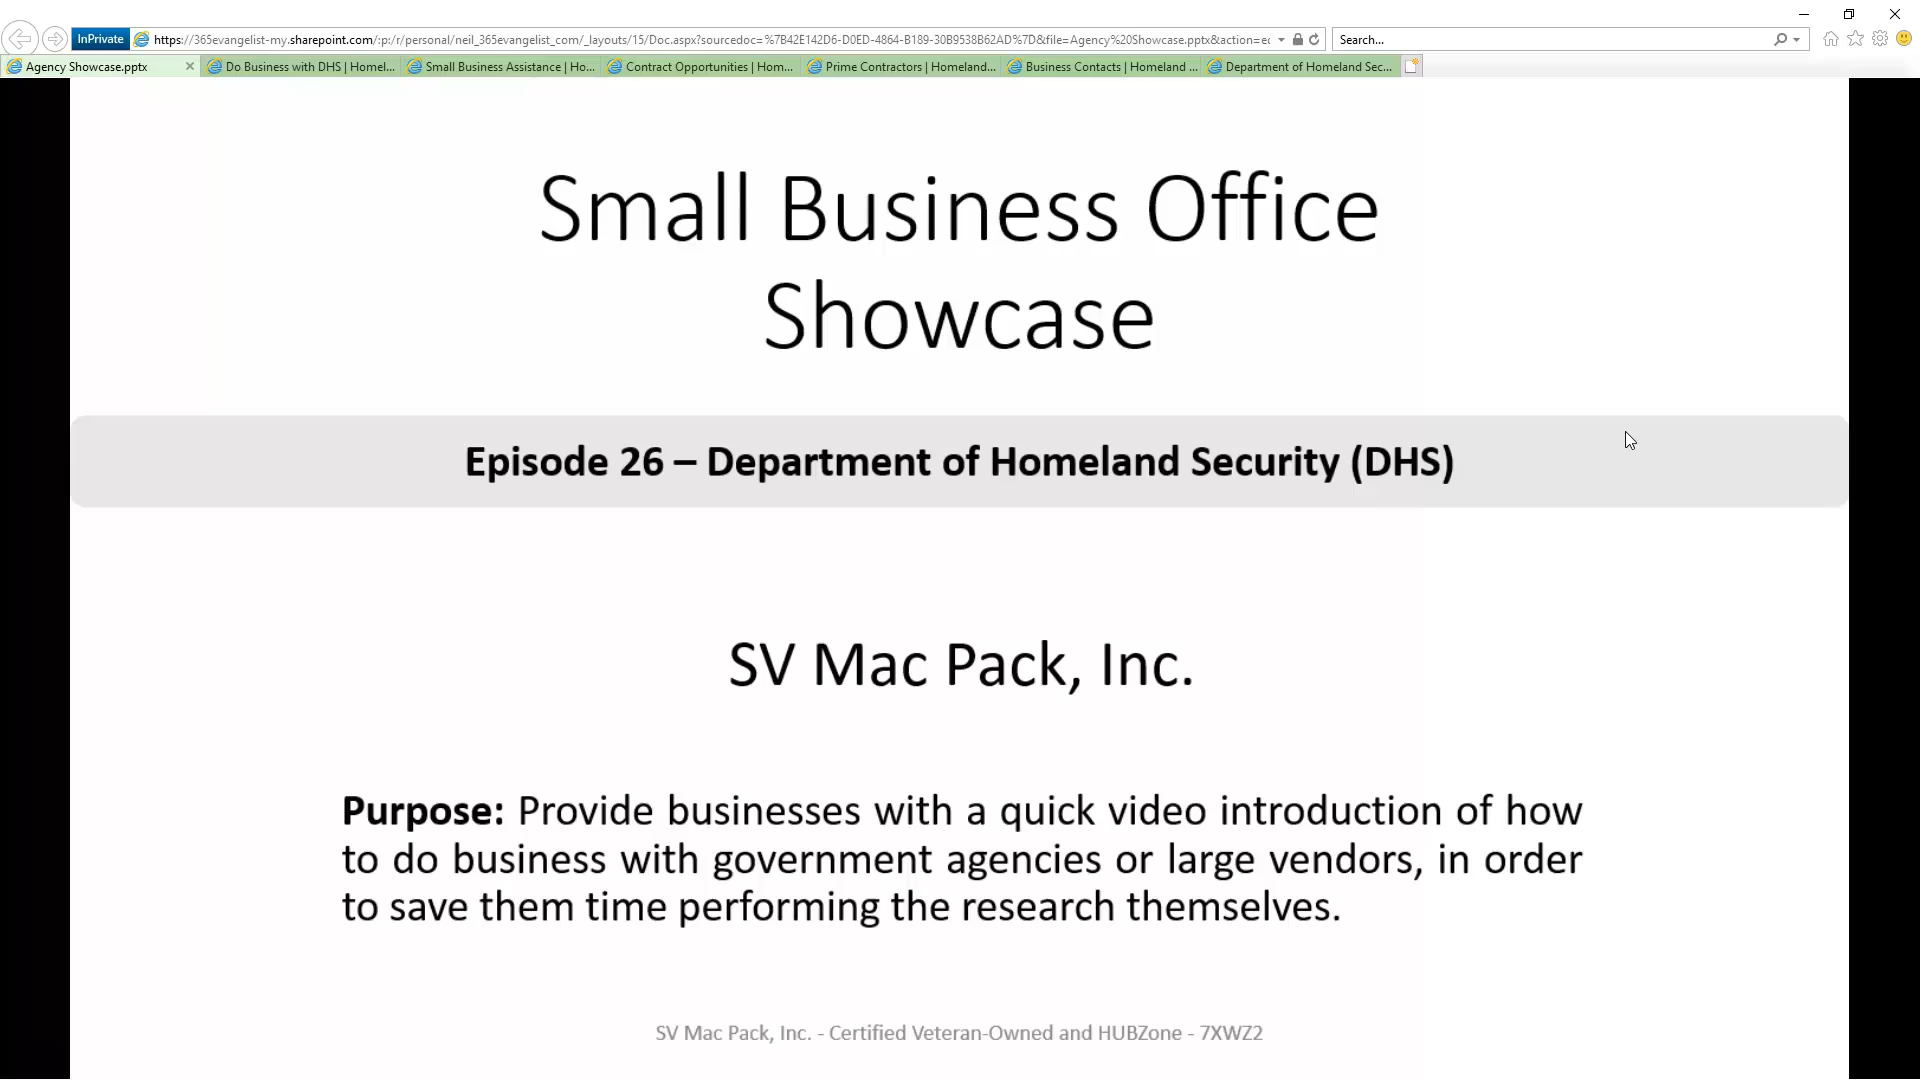 InPrivate
https://365evangelist-my.sharepoint.com/:p:/r/personal/neil_365evangelist_com/_layouts/15/Doc.aspx?sourcedoc=%7B42E142D6-D0ED-4864-B189-30B9538B62AD%7D&file=Agency%20Showcase.pptx&action=ec
Search...
Agency Showcase.pptx
Do Business with DHS | Homel...
Small Business Assistance | Ho...
Contract Opportunities | Hom...
Prime Contractors | Homeland...
Business Contacts | Homeland ...
Department of Homeland Sec...
Small Business Office
Showcase
Episode 26 – Department of Homeland Security (DHS)
SV Mac Pack, Inc.
Purpose: Provide businesses with a quick video introduction of how
to do business with government agencies or large vendors, in order
to save them time performing the research themselves.
SV Mac Pack, Inc. - Certified Veteran-Owned and HUBZone - 7XWZ2